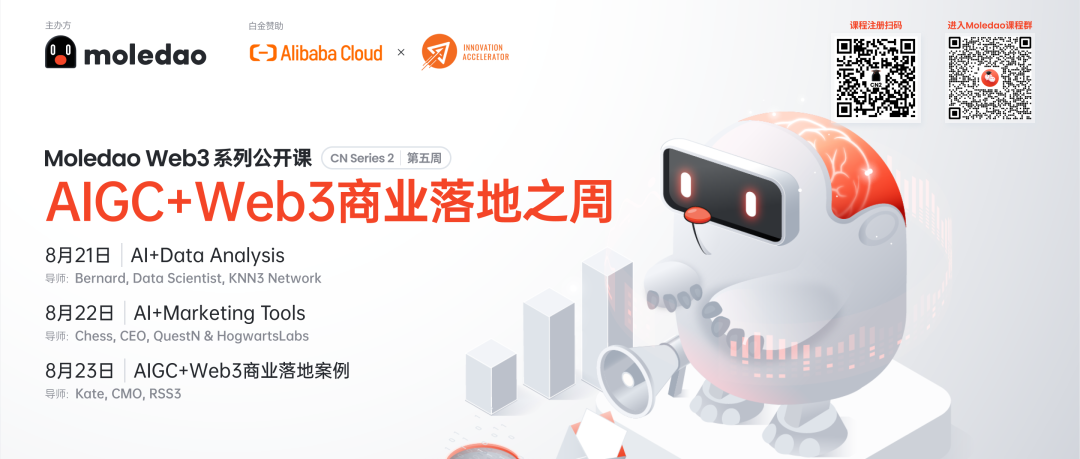 主办方
moledao
白金赞助
Alibaba Cloud
×
INNOVATION
ACCELERATOR
课程注册扫码
进入Moledao课程群
CN3
Moledao Web3 系列公开课
CN Series 2 | 第五周
AIGC+Web3商业落地之周
8月21日 | AI+Data Analysis
导师: Bernard, Data Scientist, KNN3 Network
8月22日 | AI+Marketing Tools
导师: Chess, CEO, QuestN & HogwartsLabs
8月23日 | AIGC+Web3商业落地案例
导师: Kate, CMO, RSS3